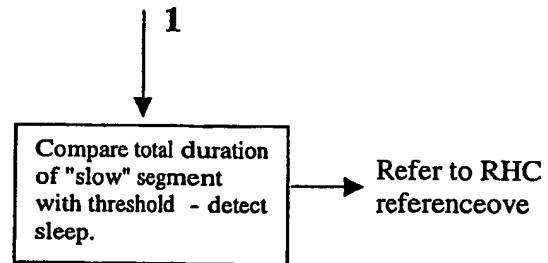 1
Compare total duration
of "slow" segment
with threshold - detect
sleep.
Refer to RHC
referenceove